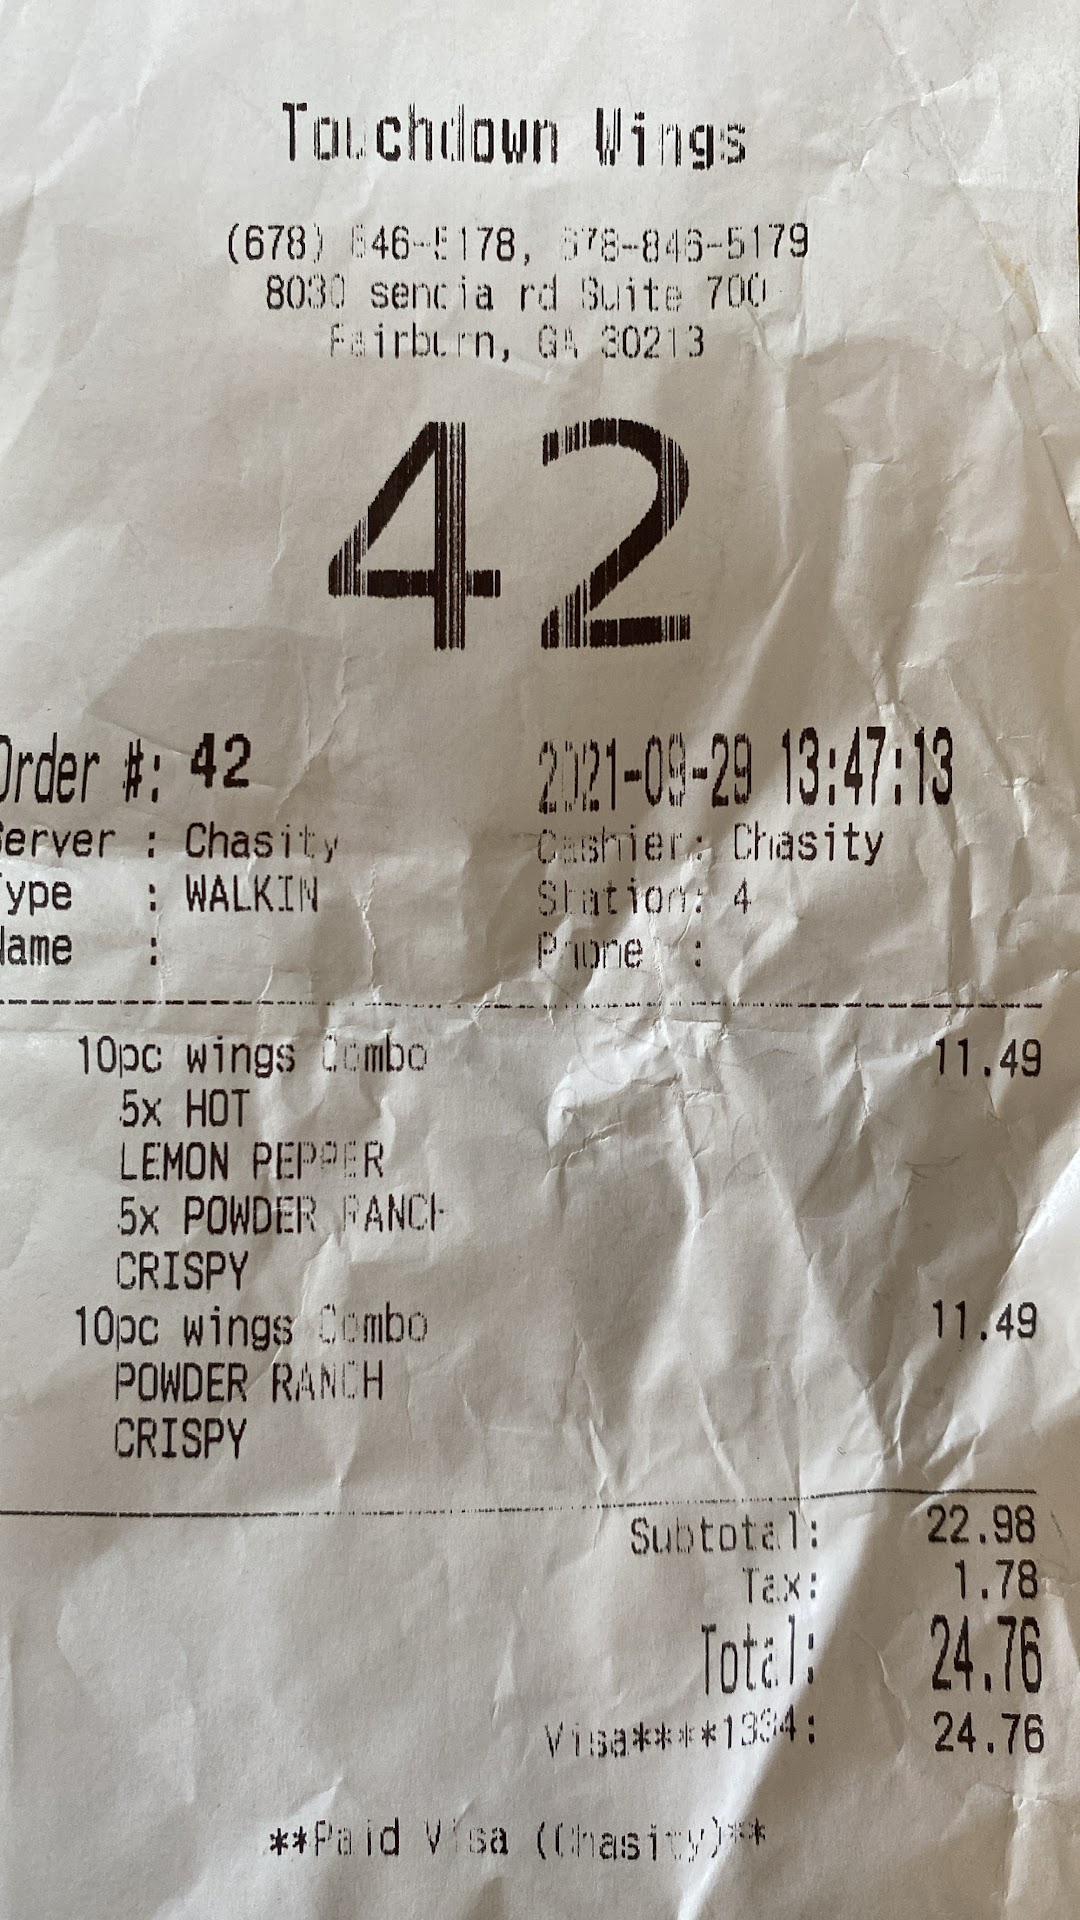 Touchdown Wings
(678) 846-5178, 678-846-5179
8030 sencia rd Suite 700
Fairburn, GA 30213
42
Order #: 42 2021-09-29 13:47:13
Server : Chasity Cashier: Chasity
Type : WALKIN Station: 4
Name : Phone :
10pc wings Combo 11.49
5x HOT
LEMON PEPPER
5x POWDER RANCH
CRISPY
10pc wings Combo 11.49
POWDER RANCH
CRISPY
Subtotal: 22.98
Tax: 1.78
Total: 24.76
Visa****1334: 24.76
**Paid Visa (Chasity)**